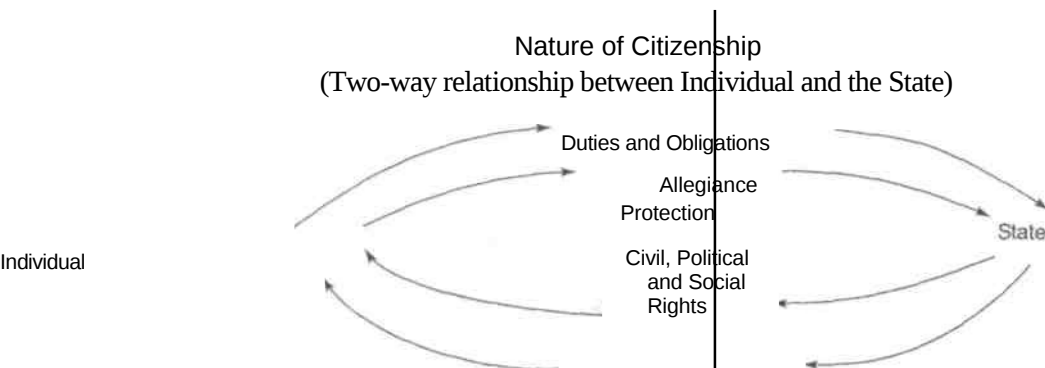 Nature of Citizenship
(Two-way relationship between Individual and the State)
Duties and Obligations
Allegiance
Protection
State
Individual
Civil, Political
and Social
Rights